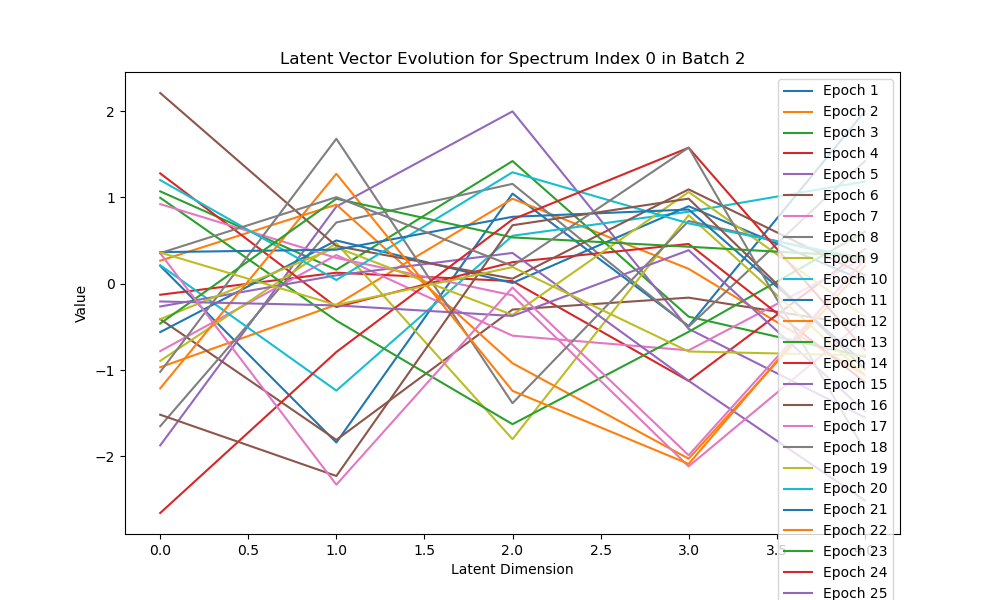 Latent Vector Evolution for Spectrum Index 0 in Batch 2
Value
2
1
0
−1
−2
0.0 0.5 1.0 1.5 2.0 2.5 3.0
Latent Dimension
Epoch 1
Epoch 2
Epoch 3
Epoch 4
Epoch 5
Epoch 6
Epoch 7
Epoch 8
Epoch 9
Epoch 10
Epoch 11
Epoch 12
Epoch 13
Epoch 14
Epoch 15
Epoch 16
Epoch 17
Epoch 18
Epoch 19
Epoch 20
Epoch 21
Epoch 22
Epoch 23
Epoch 24
Epoch 25